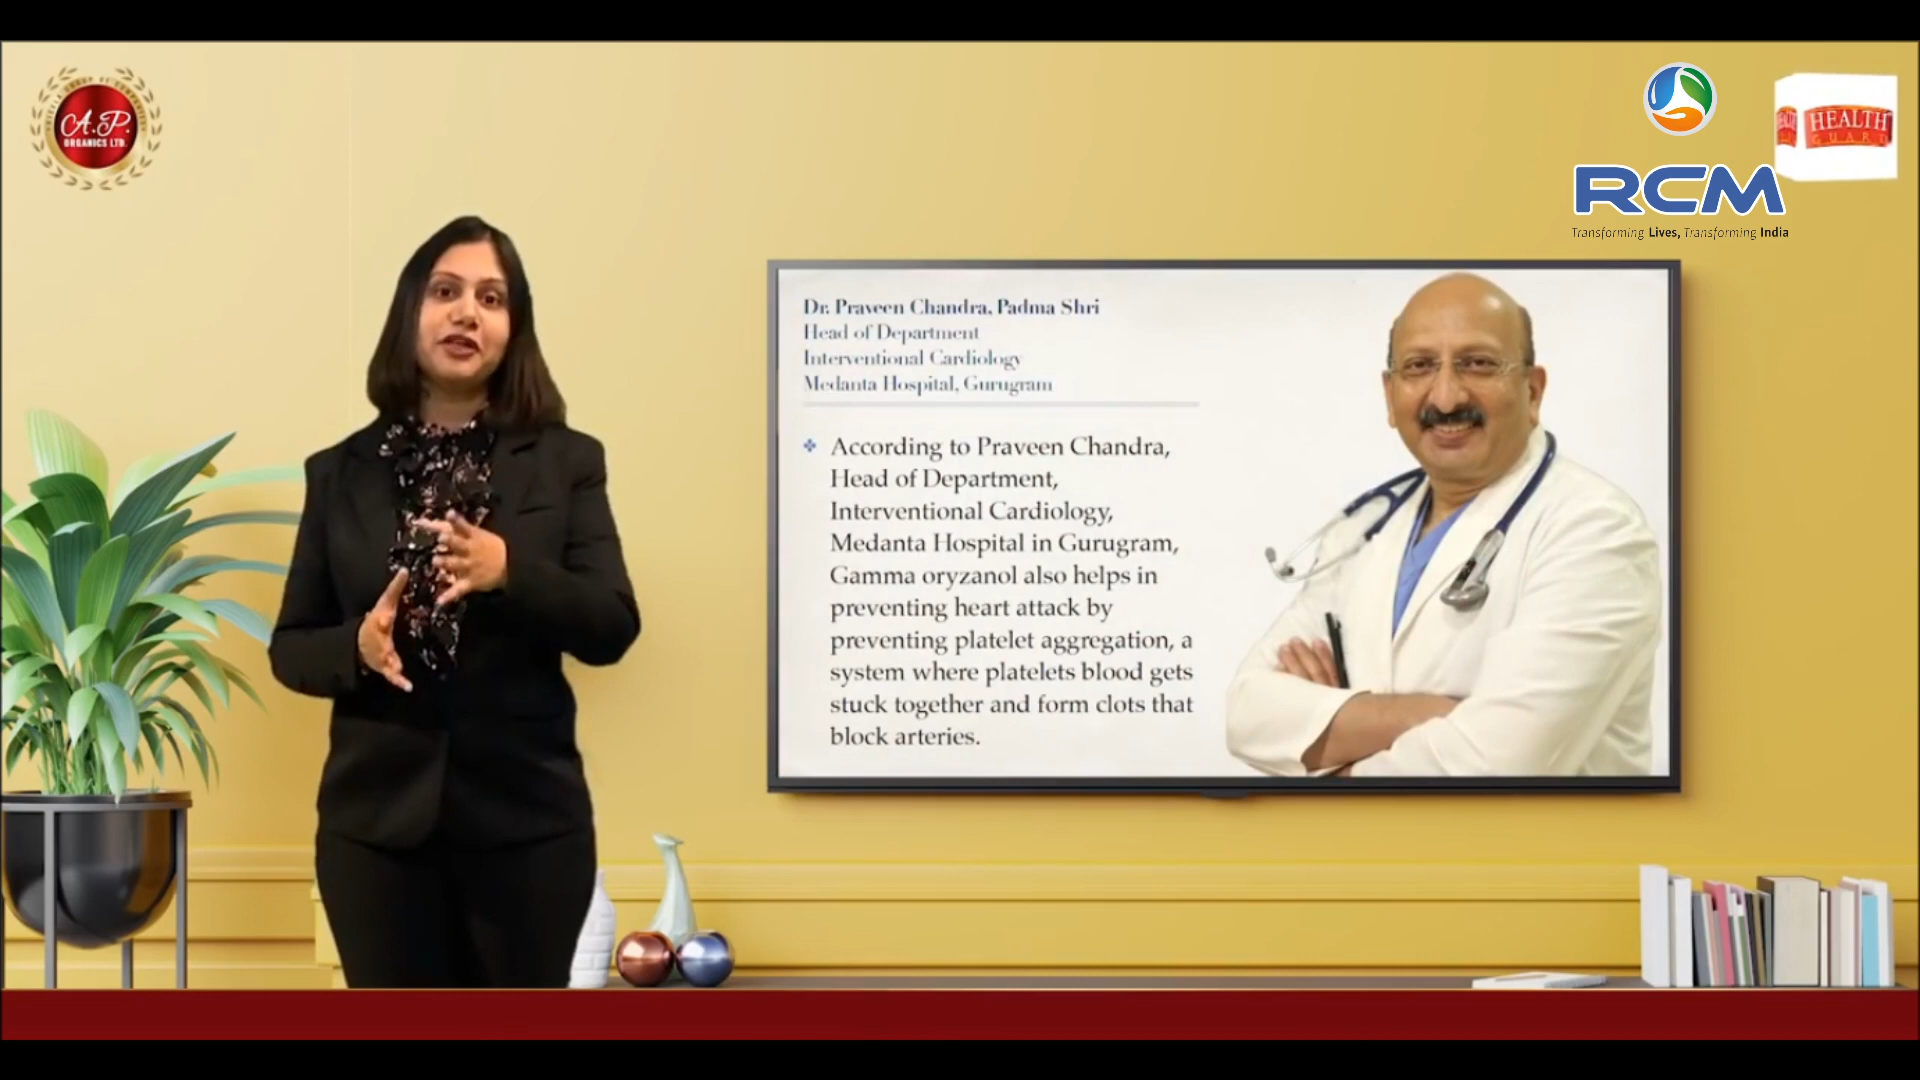 A.P.
ORGANICS LTD.
RCM
Transforming Lives, Transforming India
HEALTH
GUARD
Dr. Praveen Chandra, Padma Shri
Head of Department
Interventional Cardiology
Medanta Hospital, Gurugram
According to Praveen Chandra,
Head of Department,
Interventional Cardiology,
Medanta Hospital in Gurugram,
Gamma oryzanol also helps in
preventing heart attack by
preventing platelet aggregation, a
system where platelets blood gets
stuck together and form clots that
block arteries.